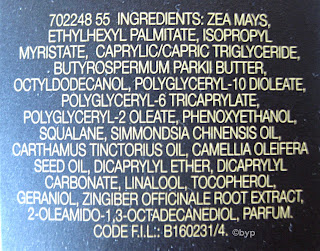 702248 55 INGREDIENTS: ZEA MAYS,
ETHYLHEXYL PALMITATE, ISOPROPYL
MYRISTATE, CAPRYLIC/CAPRIC TRIGLYCERIDE,
BUTYROSPERMUM PARKII BUTTER,
OCTYLDODECANOL, POLYGLYCERYL-10 DIOLEATE,
POLYGLYCERYL-6 TRICAPRYLATE,
POLYGLYCERYL-2 OLEATE, PHENOXYETHANOL,
SQUALANE, SIMMONDSIA CHINENSIS OIL,
CARTHAMUS TINCTORIUS OIL, CAMELLIA OLEIFERA
SEED OIL, DICAPRYLYL ETHER, DICAPRYLYL
CARBONATE, LINALOOL, TOCOPHEROL,
GERANIOL, ZINGIBER OFFICINALE ROOT EXTRACT,
2-OLEAMIDO-1,3-OCTADECANEDIOL, PARFUM.
CODE F.I.L.: B160231/4. ©byp